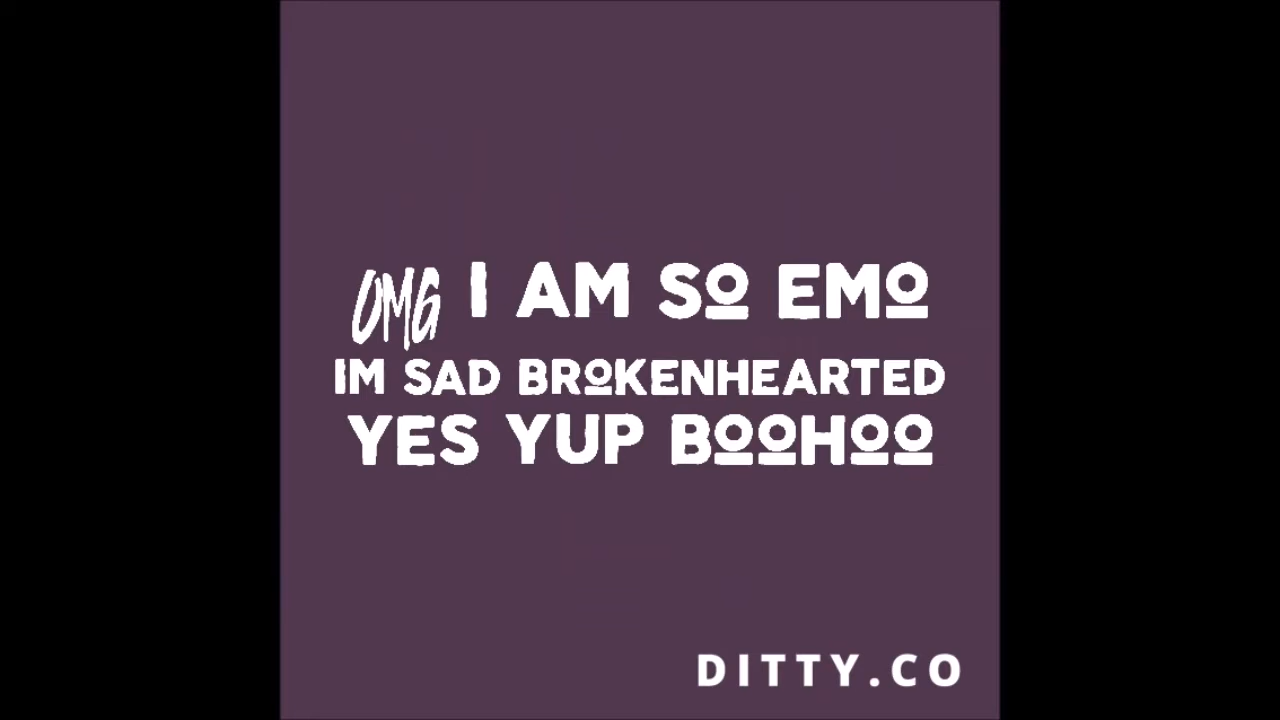 OMG I AM SO EMO
IM SAD BROKENHEARTED
YES YUP BOOHOO
DITTY.CO